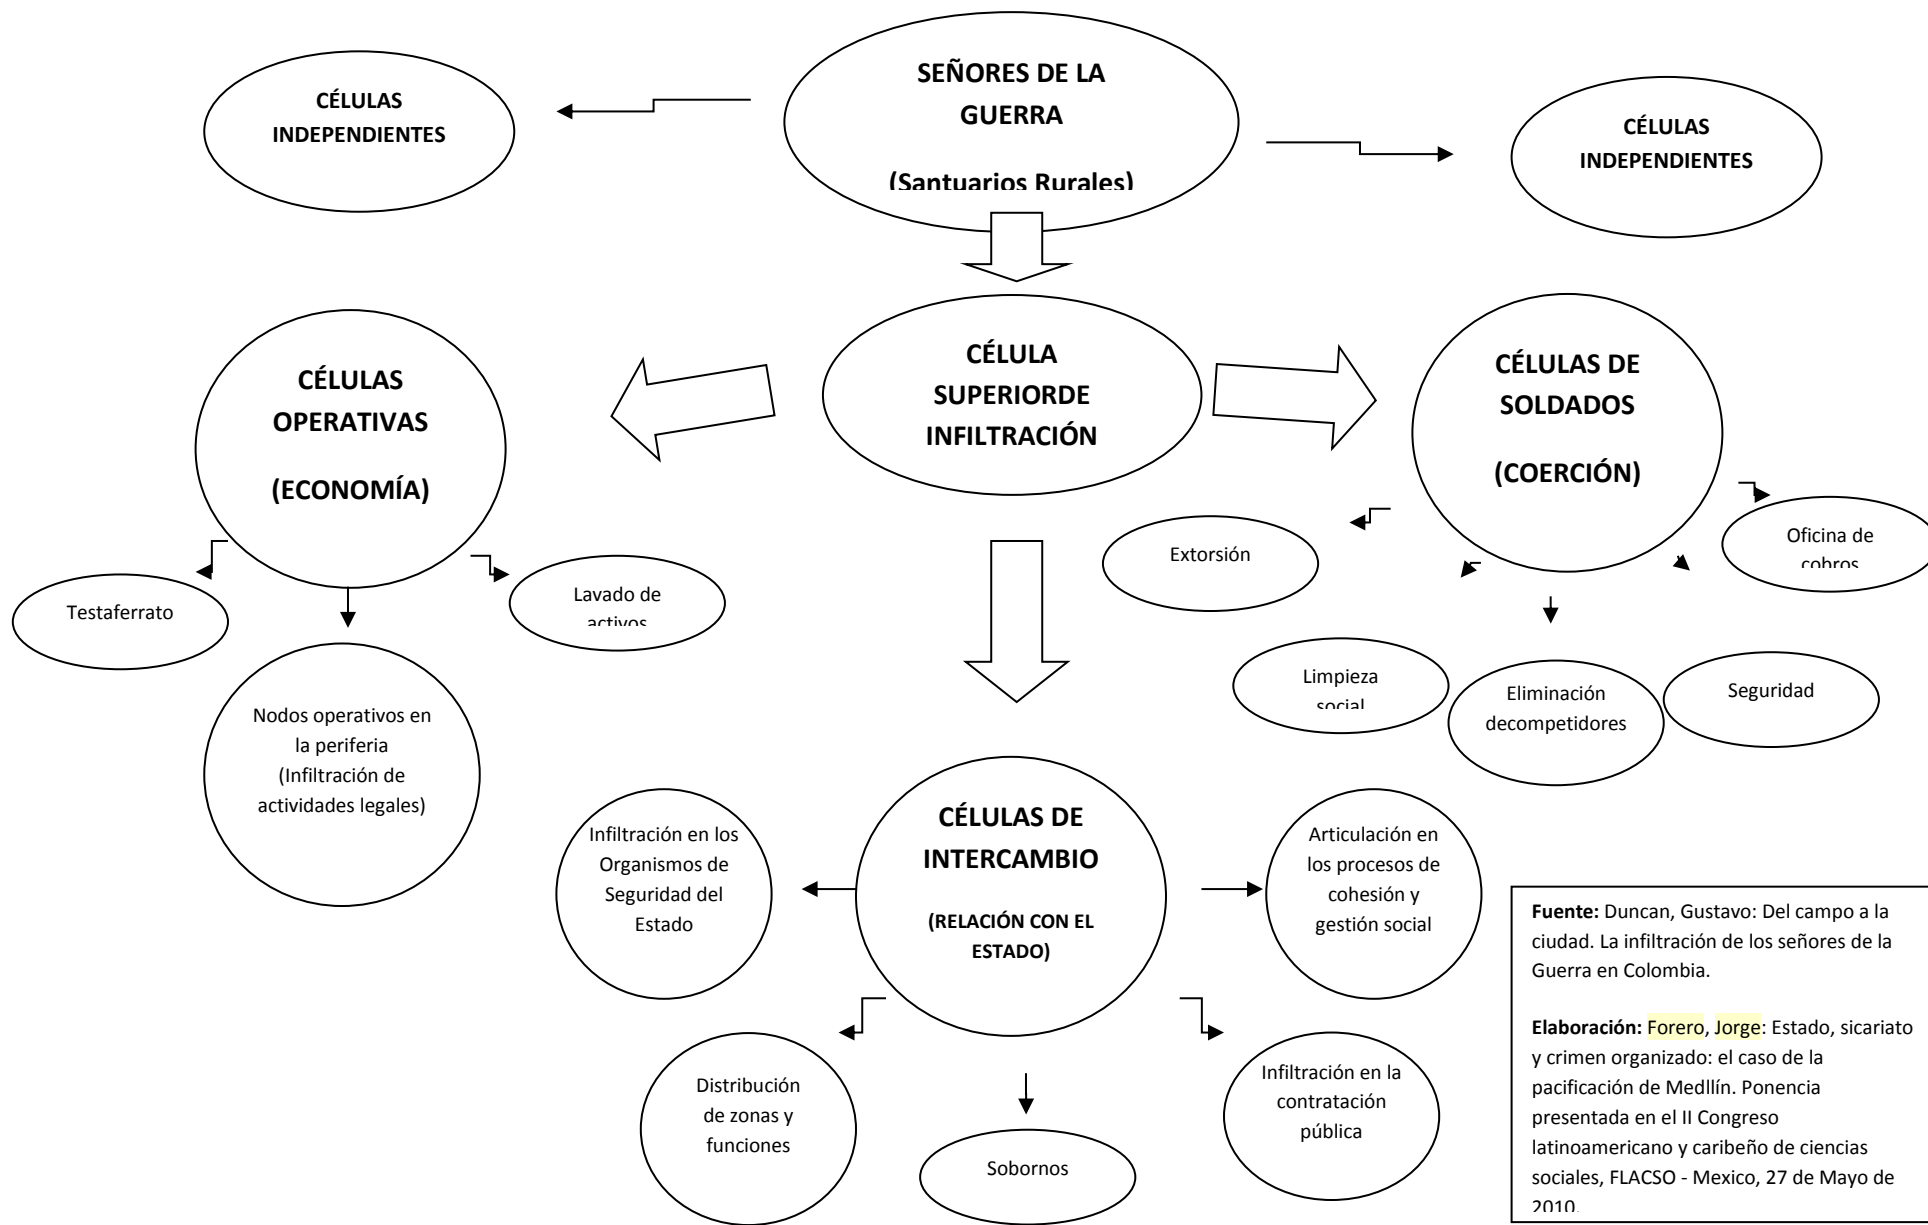 SEÑORES DE LA
GUERRA
(Santuarios Rurales)
CÉLULAS
INDEPENDIENTES
CÉLULAS
INDEPENDIENTES
CÉLULA
SUPERIORDE
INFILTRACIÓN
CÉLULAS
OPERATIVAS
(ECONOMÍA)
CÉLULAS DE
SOLDADOS
(COERCIÓN)
Testaferrato
Lavado de
activos
Nodos operativos en
la periferia
(Infiltración de
actividades legales)
Extorsión
Oficina de
cobros
Limpieza
social
Eliminación
decompetidores
Seguridad
CÉLULAS DE
INTERCAMBIO
(RELACIÓN CON EL
ESTADO)
Infiltración en los
Organismos de
Seguridad del
Estado
Articulación en
los procesos de
cohesión y
gestión social
Distribución
de zonas y
funciones
Sobornos
Infiltración en la
contratación
pública
Fuente: Duncan, Gustavo: Del campo a la
ciudad. La infiltración de los señores de la
Guerra en Colombia.
Elaboración: Forero, Jorge: Estado, sicariato
y crimen organizado: el caso de la
pacificación de Medllín. Ponencia
presentada en el II Congreso
latinoamericano y caribeño de ciencias
sociales, FLACSO - Mexico, 27 de Mayo de
2010.